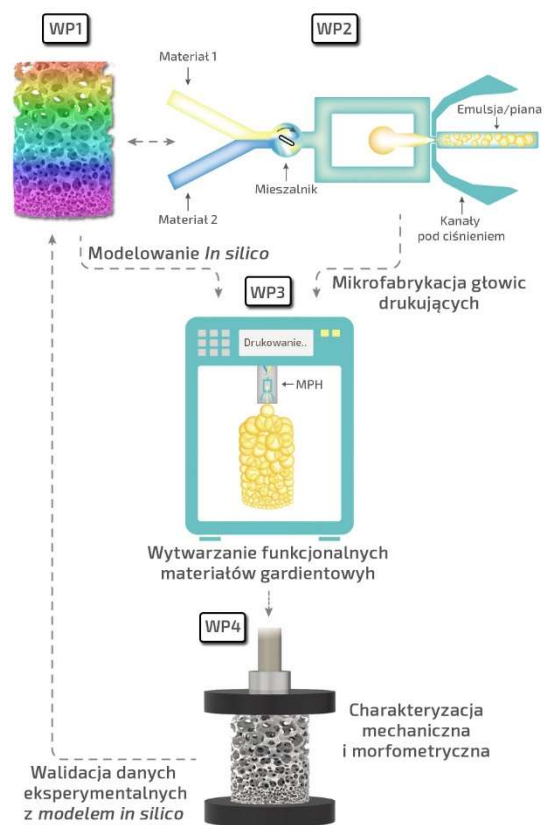 WP1
WP2
Materiał 1
Emulsja/piana
Mieszalnik
Materiał 2
Kanały
pod ciśnieniem
Modelowanie In silico
Mikrofabrykacja głowic
drukujących
WP3
Drukowanie..
MPH
Wytwarzanie funkcjonalnych
materiałów gardientowyh
WP4
Charakteryzacja
mechaniczna
i morfometryczna
Walidacja danych
eksperymentalnych
z modelem in silico